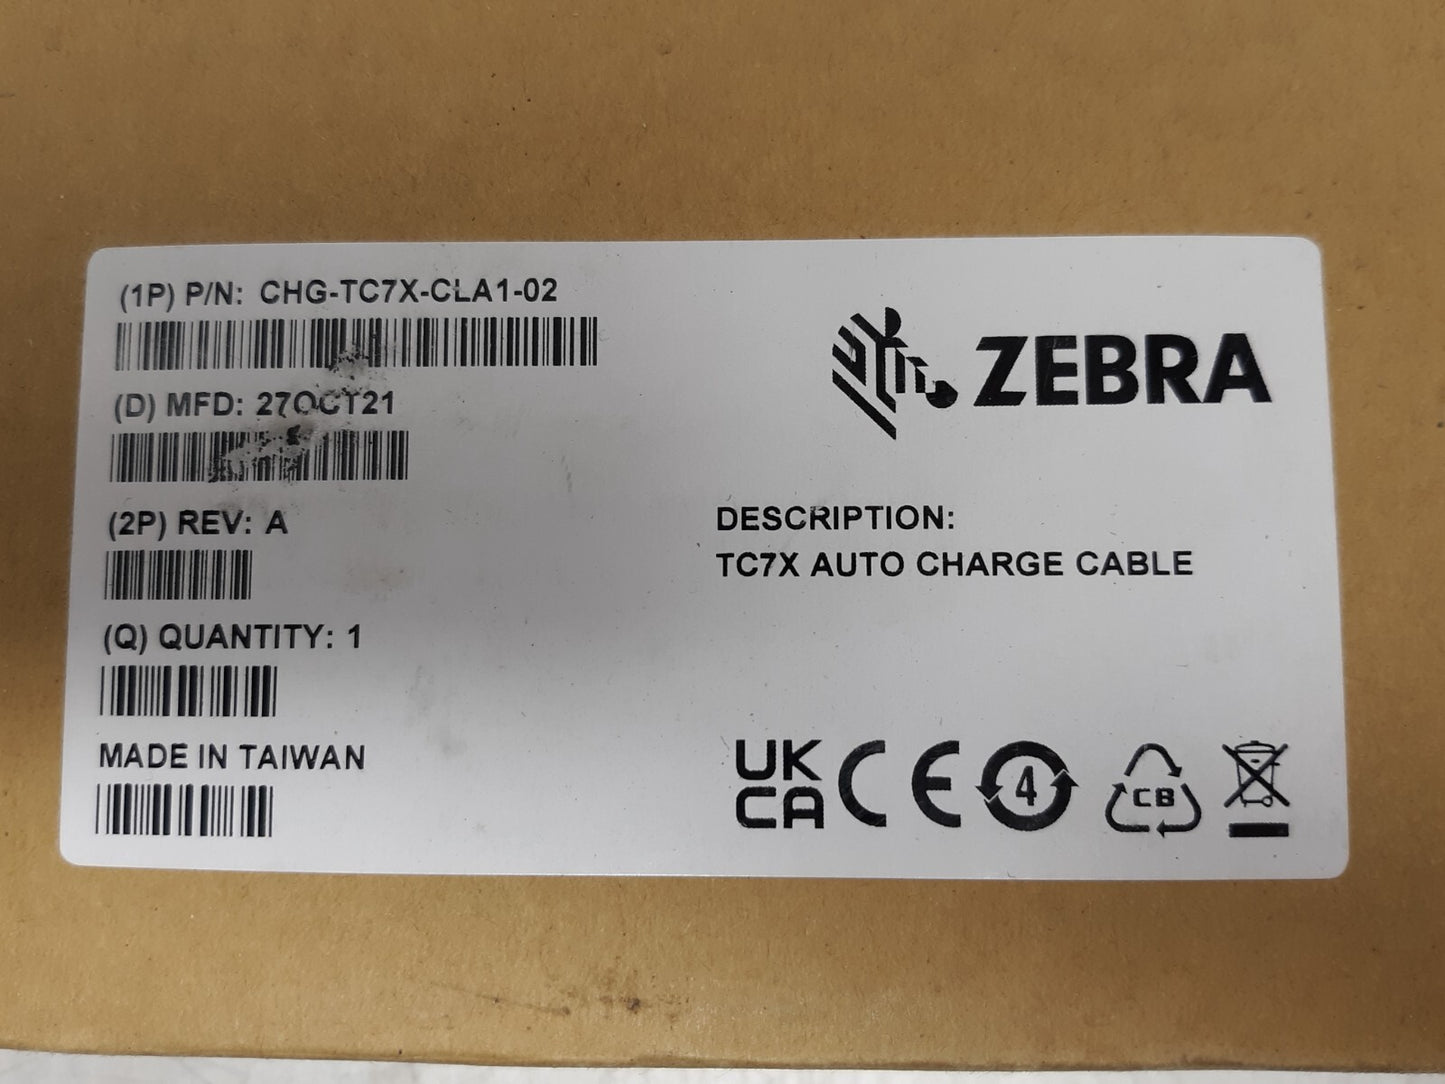 (1P) P/N: CHG-TC7X-CLA1-02
(D) MFD: 27OCT21
(2P) REV: A
(Q) QUANTITY: 1
MADE IN TAIWAN
ZEBRA
DESCRIPTION:
TC7X AUTO CHARGE CABLE
UK
CA
CE
4
CB